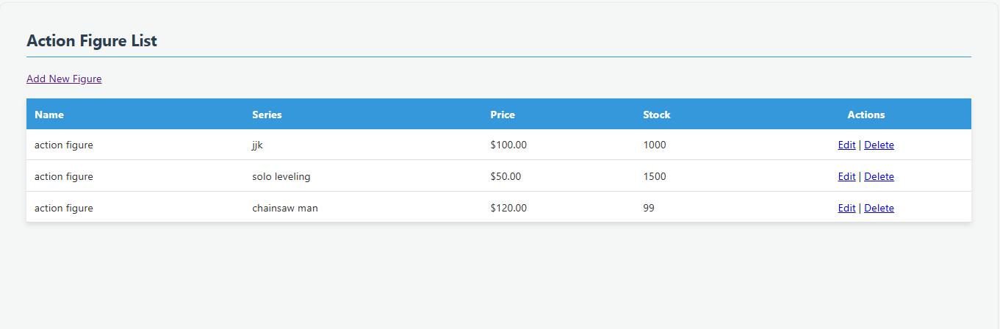 Action Figure List
Add New Figure
Name Series Price Stock Actions
action figure jjk $100.00 1000 Edit | Delete
action figure solo leveling $50.00 1500 Edit | Delete
action figure chainsaw man $120.00 99 Edit | Delete